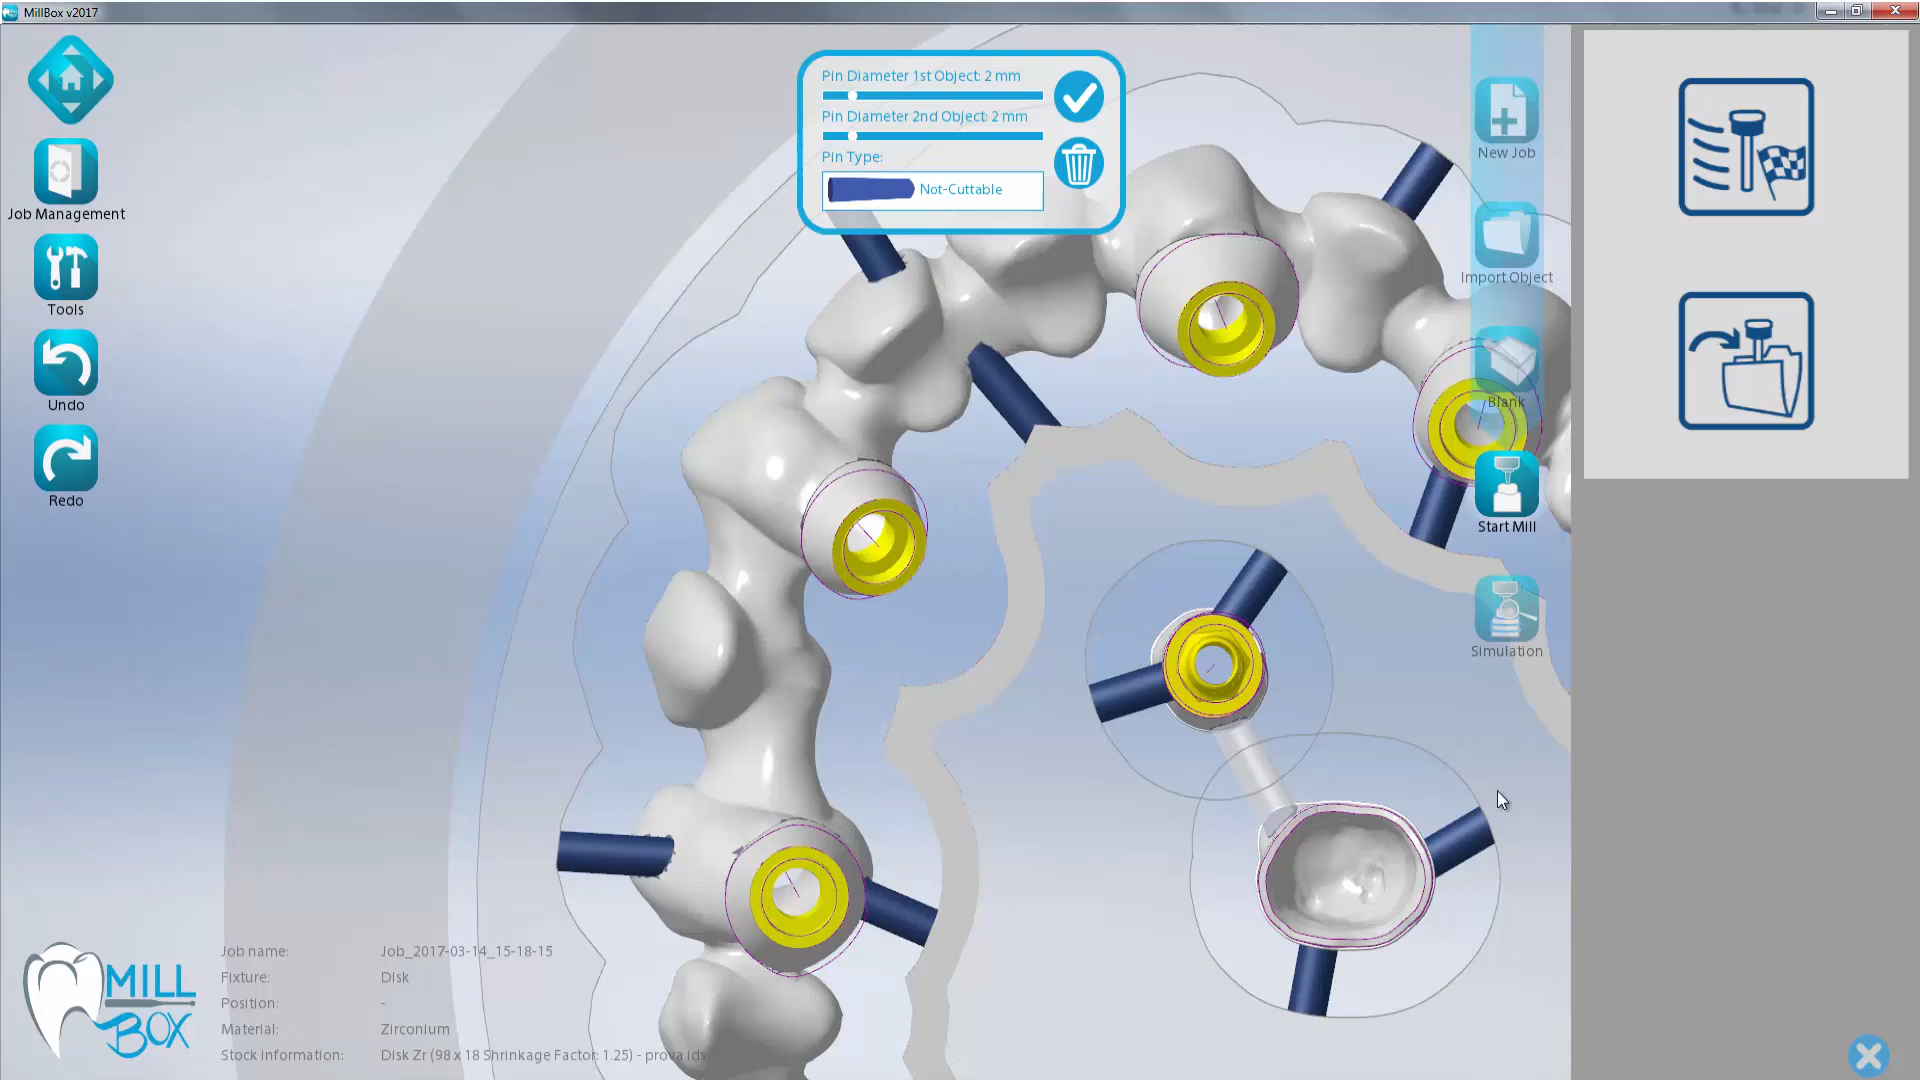 MillBox v2017
Pin Diameter 1st Object: 2 mm
Pin Diameter 2nd Object: 2 mm
Pin Type:
Not-Cuttable
Job Management
Tools
Undo
Redo
New Job
Import Object
Blank
Start Mill
Simulation
MILL
BOX
Job name: Job_2017-03-14_15-18-15
Fixture: Disk
Position: -
Material: Zirconium
Stock information: Disk Zr (98 x 18 Shrinkage Factor: 1.25) - prova ids